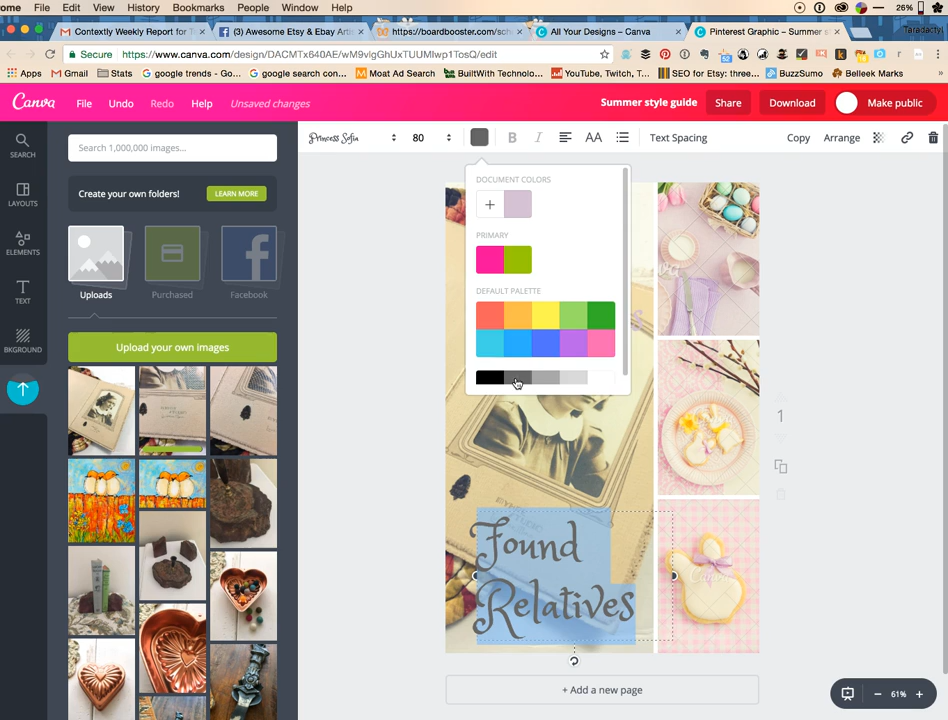 ome File Edit View History Bookmarks People Window Help 26% Taradactyl
Contextly Weekly Report for T (3) Awesome Etsy & Ebay Artis https://boardbooster.com/sch All Your Designs – Canva Pinterest Graphic – Summer s
Secure https://www.canva.com/design/DACMTx640AE/wM9vlgGhUxTUUMIwp1TosQ/edit
Apps Gmail Stats google trends - Go... google search con... Moat Ad Search BuiltWith Technolo... YouTube, Twitch, T... SEO for Etsy: three... BuzzSumo Belleek Marks »
Canva File Undo Redo Help Unsaved changes Summer style guide Share Download Make public
Princess Sofia 80 B I AA Text Spacing Copy Arrange
SEARCH
LAYOUTS
ELEMENTS
TEXT
BKGROUND
Search 1,000,000 images...
Create your own folders! LEARN MORE
Uploads Purchased Facebook
Upload your own images
DOCUMENT COLORS
+
PRIMARY
DEFAULT PALETTE
Found
Relatives
Canva
1
+ Add a new page
− 61% +